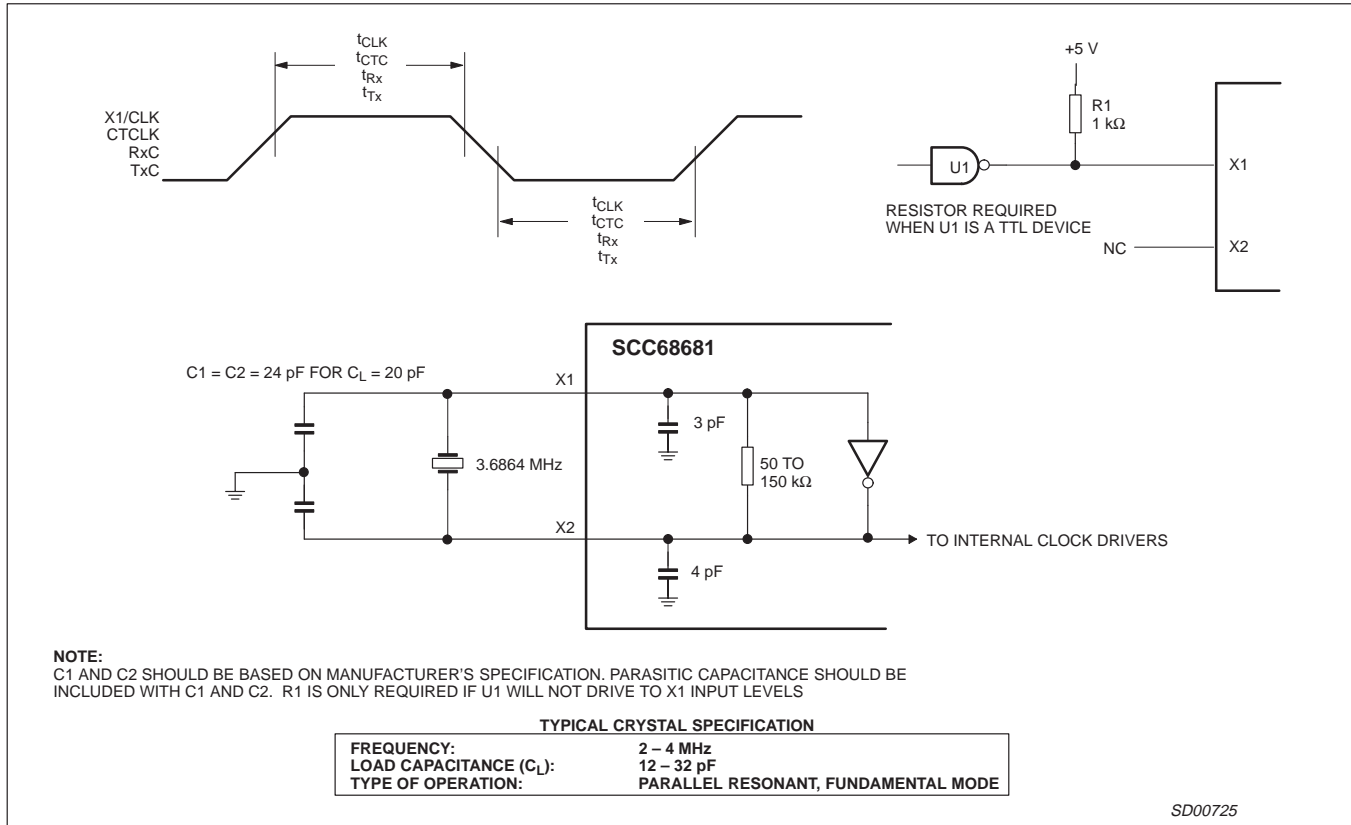 tCLK
tCTC
tRx
tTx
X1/CLK
CTCLK
RxC
TxC
tCLK
tCTC
tRx
tTx
+5 V
R1
1 kΩ
U1
X1
RESISTOR REQUIRED
WHEN U1 IS A TTL DEVICE
NC
X2
SCC68681
C1 = C2 = 24 pF FOR CL = 20 pF
X1
3 pF
3.6864 MHz
50 TO
150 kΩ
X2
TO INTERNAL CLOCK DRIVERS
4 pF
NOTE:
C1 AND C2 SHOULD BE BASED ON MANUFACTURER'S SPECIFICATION. PARASITIC CAPACITANCE SHOULD BE
INCLUDED WITH C1 AND C2. R1 IS ONLY REQUIRED IF U1 WILL NOT DRIVE TO X1 INPUT LEVELS
TYPICAL CRYSTAL SPECIFICATION
FREQUENCY: 2 – 4 MHz
LOAD CAPACITANCE (CL): 12 – 32 pF
TYPE OF OPERATION: PARALLEL RESONANT, FUNDAMENTAL MODE
SD00725